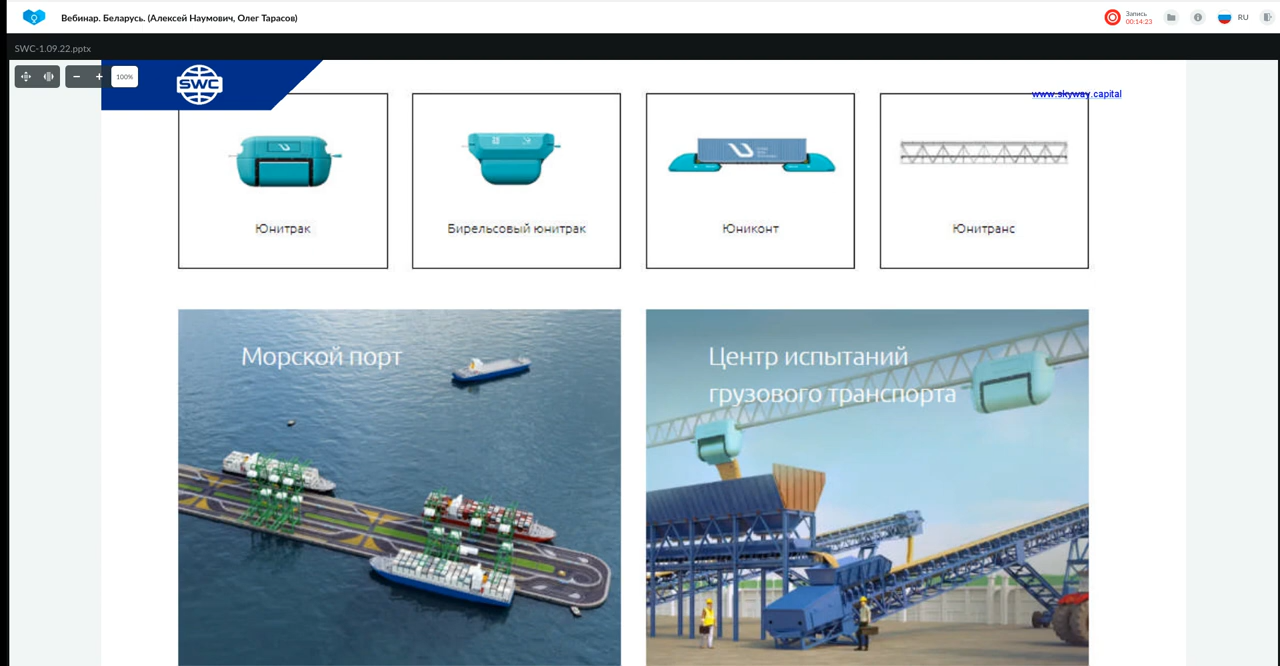 Вебинар. Беларусь. (Алексей Наумович, Олег Тарасов)
Запись
00:14:23
RU
SWC-1.09.22.pptx
100%
SWC
www.skyway.capital
Юнитрак
Бирельсовый юнитрак
Юниконт
Юнитранс
Морской порт
Центр испытаний
грузового транспорта